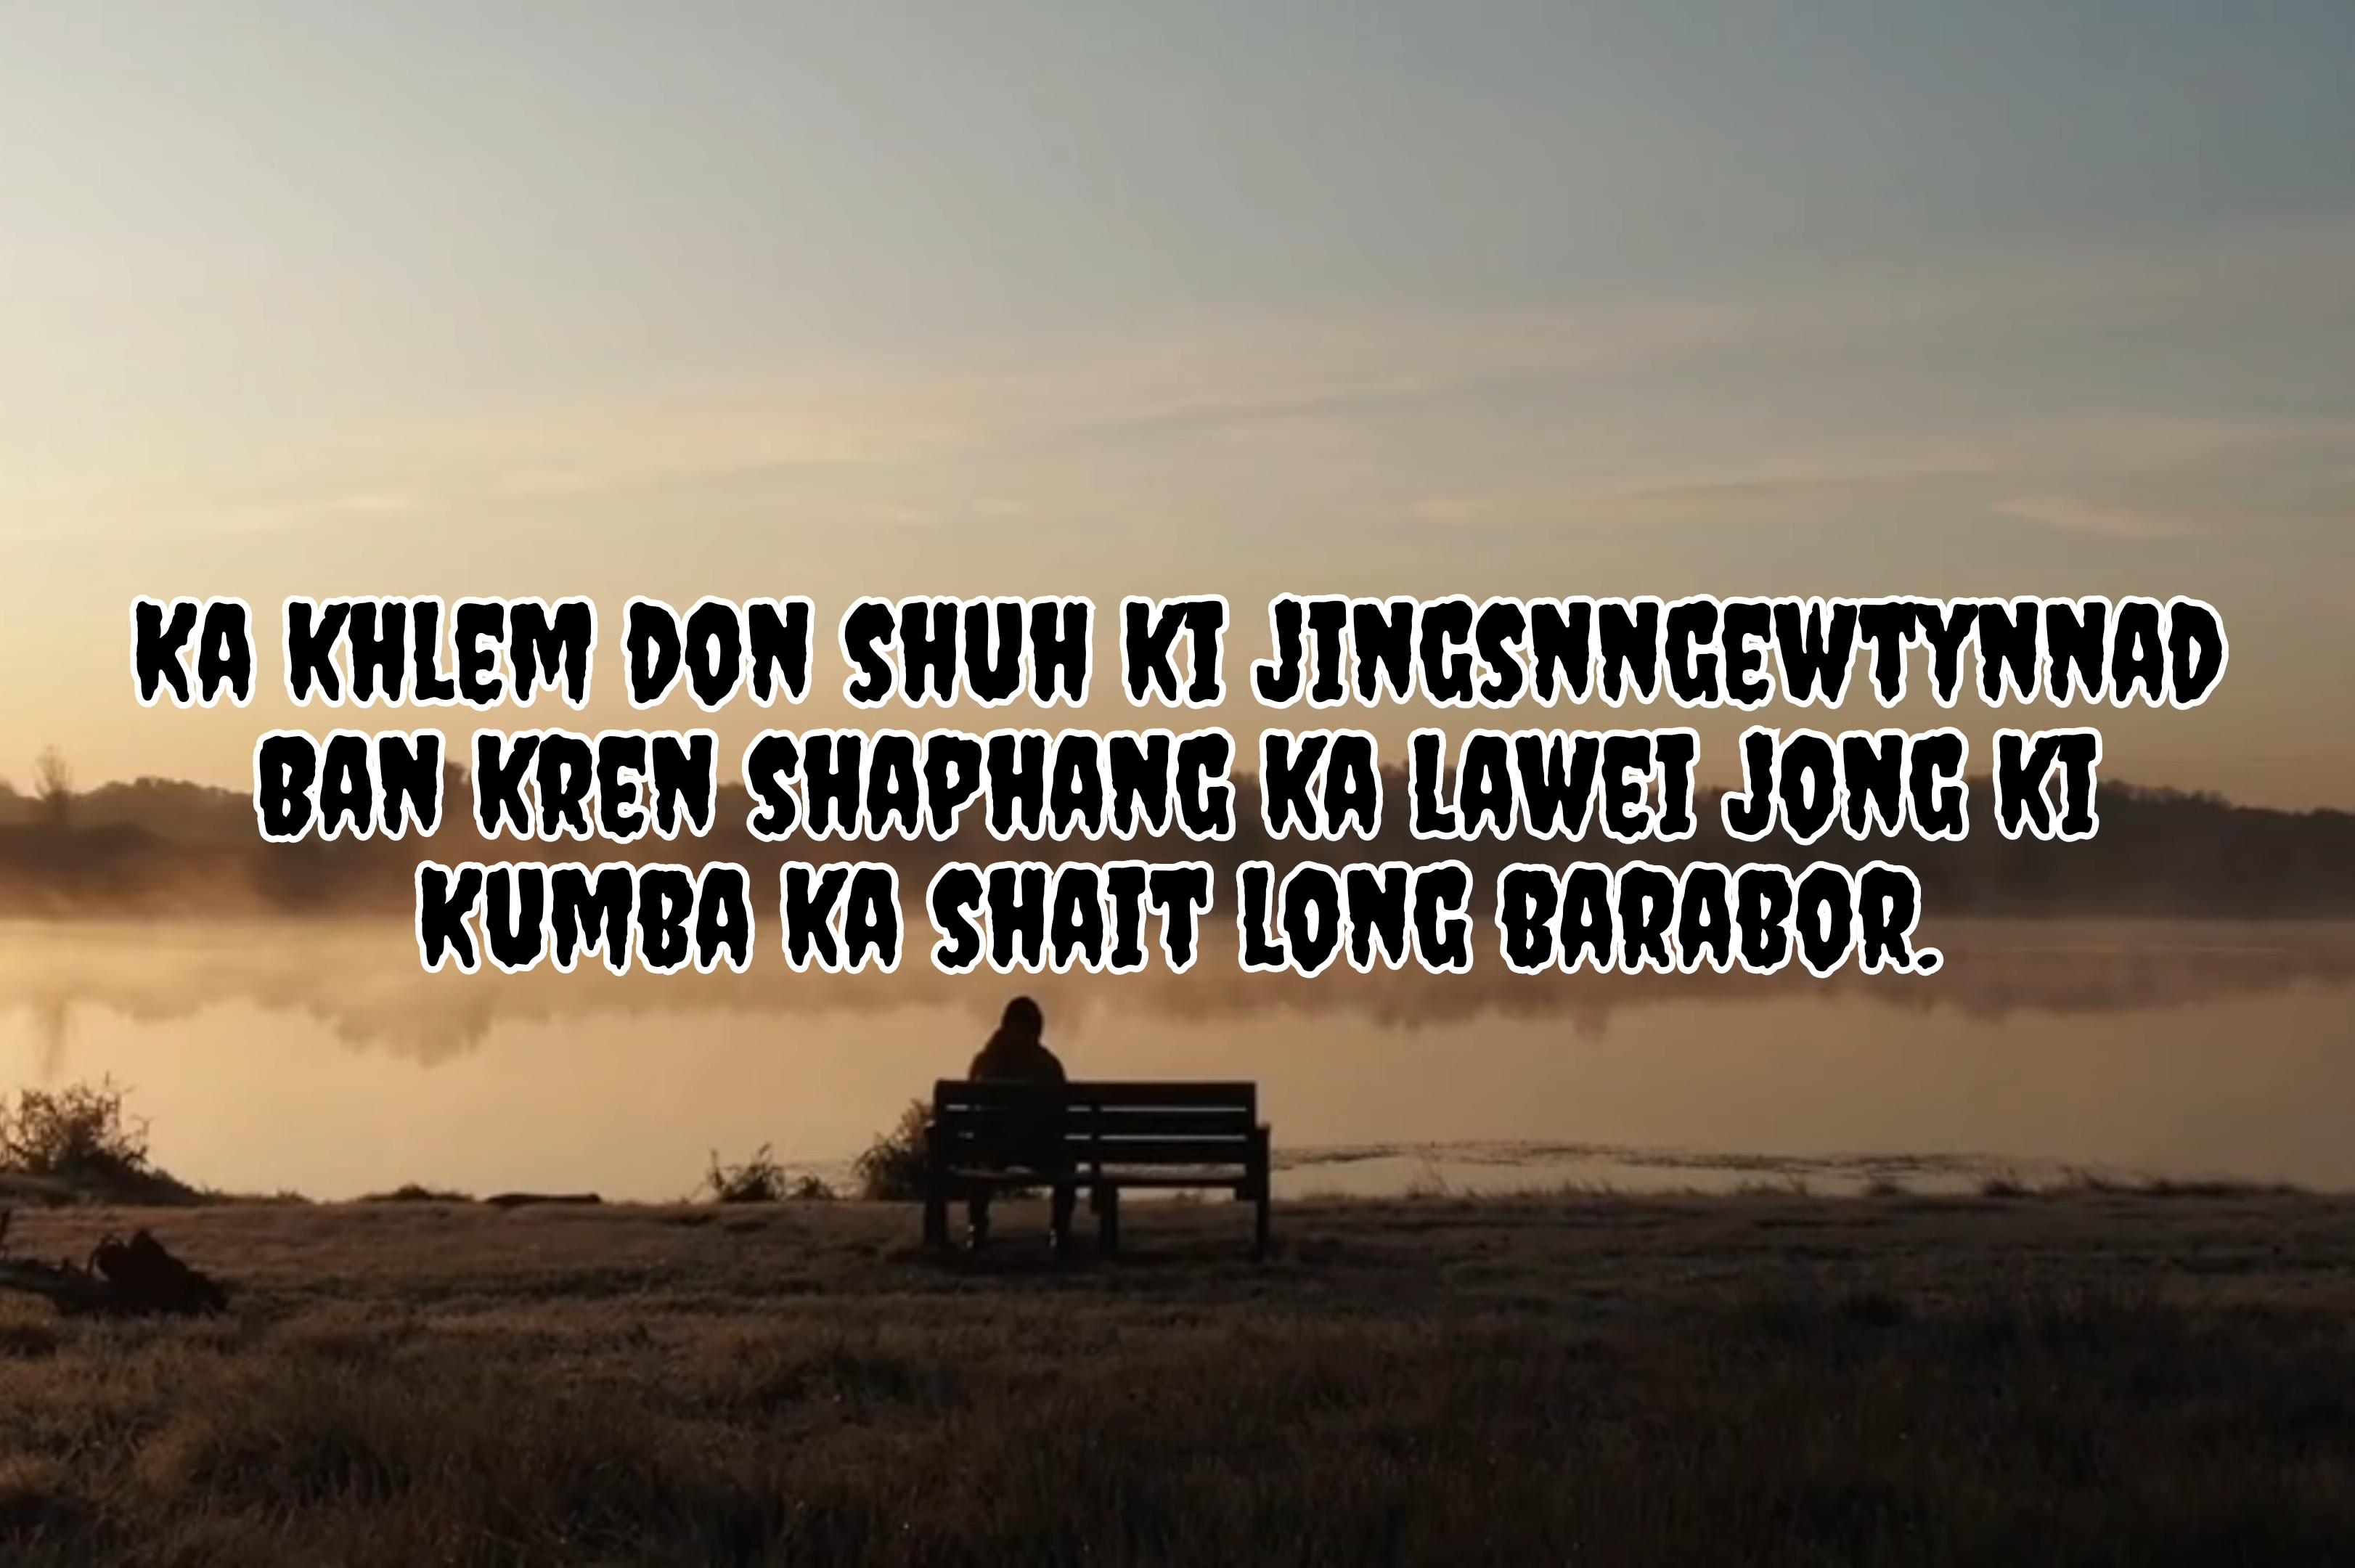 KA KHLEM DON SHUH KI JINGSNNGEWTYNNAD
BAN KREN SHAPHANG KA LAWEI JONG KI
KUMBA KA SHAIT LONG BARABOR.